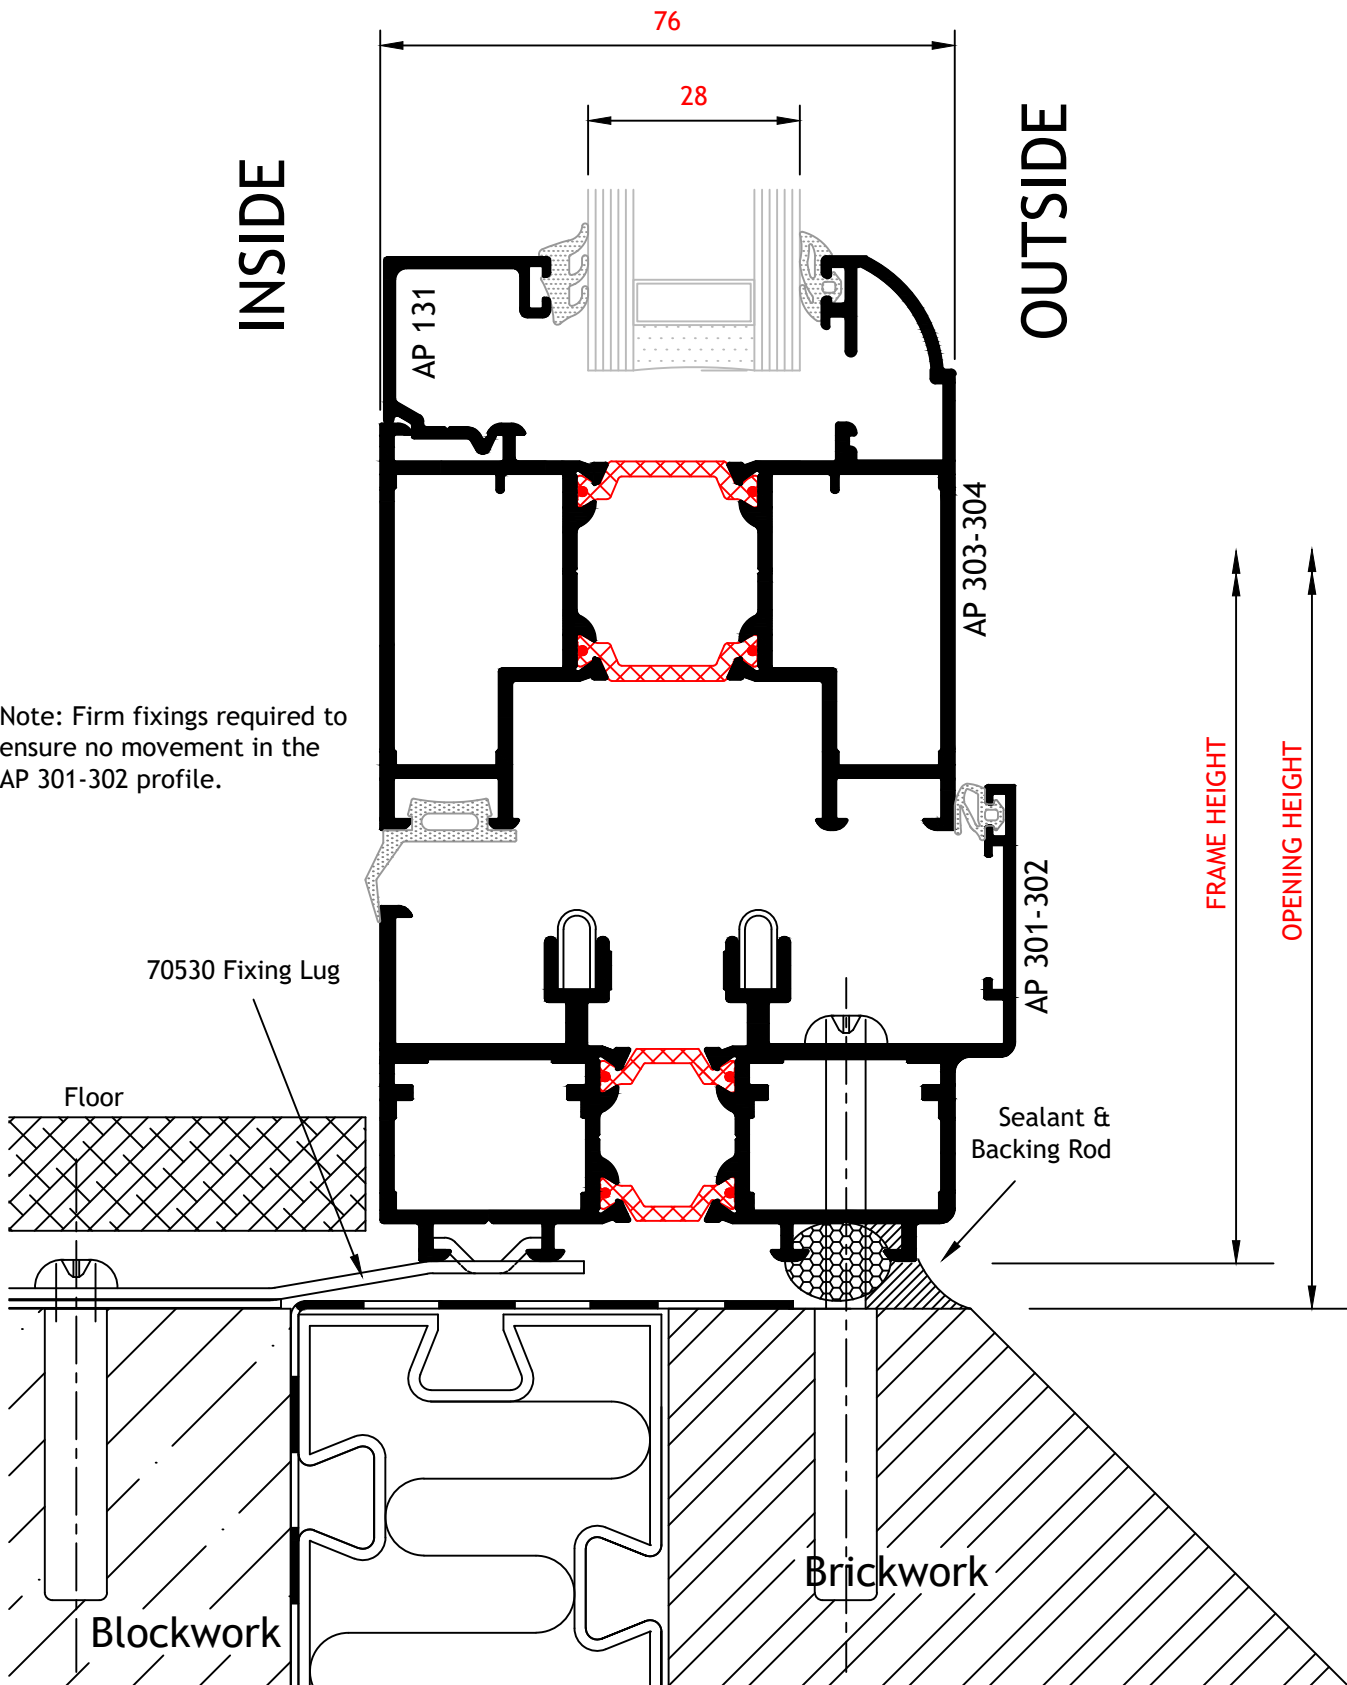 76
28
INSIDE
OUTSIDE
AP 131
AP 303-304
Note: Firm fixings required to
ensure no movement in the
AP 301-302 profile.
FRAME HEIGHT
OPENING HEIGHT
AP 301-302
70530 Fixing Lug
Floor
Sealant &
Backing Rod
Brickwork
Blockwork